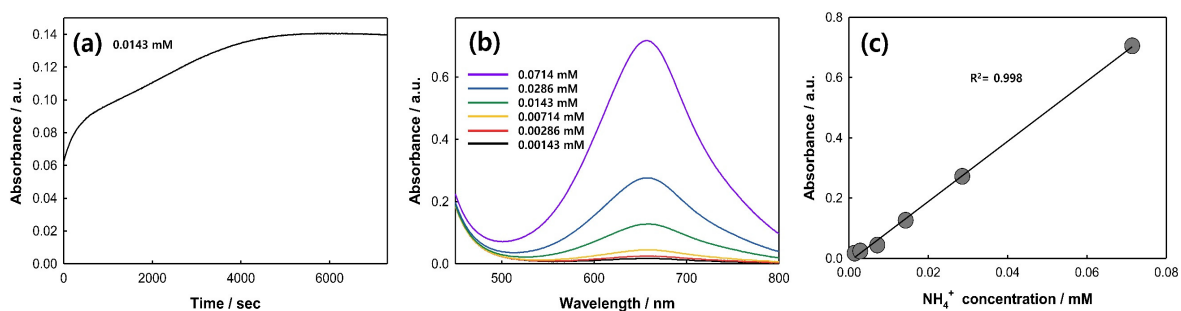 (a)
0.0143 mM
0.14
0.12
0.10
0.08
0.06
0.04
0.02
0.00
0
2000
4000
6000
Absorbance / a.u.
Time / sec
(b)
0.0714 mM
0.0286 mM
0.0143 mM
0.00714 mM
0.00286 mM
0.00143 mM
0.6
0.4
0.2
0.0
500
600
700
800
Absorbance / a.u.
Wavelength / nm
(c)
R²= 0.998
0.8
0.6
0.4
0.2
0.0
0.00
0.02
0.04
0.06
0.08
Absorbance / a.u.
NH₄⁺ concentration / mM